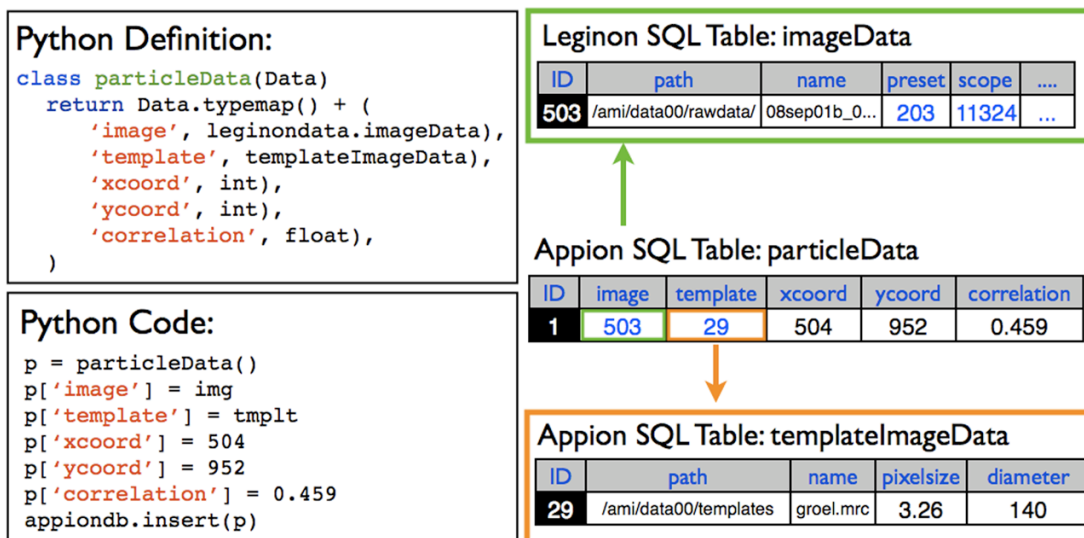 Python Definition:
class particleData(Data)
return Data.typemap() + (
‘image’, leginondata.imageData),
‘template’, templateImageData),
‘xcoord’, int),
‘ycoord’, int),
‘correlation’, float),
)
Python Code:
p = particleData()
p[‘image’] = img
p[‘template’] = tmplt
p[‘xcoord’] = 504
p[‘ycoord’] = 952
p[‘correlation’] = 0.459
appiondb.insert(p)
Leginon SQL Table: imageData
ID path name preset scope ....
503 /ami/data00/rawdata/ 08sep01b_0... 203 11324 ...
Appion SQL Table: particleData
ID image template xcoord ycoord correlation
1 503 29 504 952 0.459
Appion SQL Table: templateImageData
ID path name pixelsize diameter
29 /ami/data00/templates groel.mrc 3.26 140